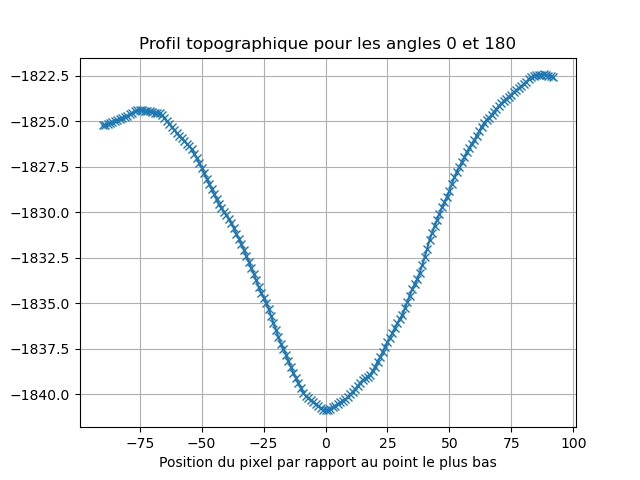 Profil topographique pour les angles 0 et 180
−1822.5
−1825.0
−1827.5
−1830.0
−1832.5
−1835.0
−1837.5
−1840.0
−75 −50 −25 0 25 50 75 100
Position du pixel par rapport au point le plus bas